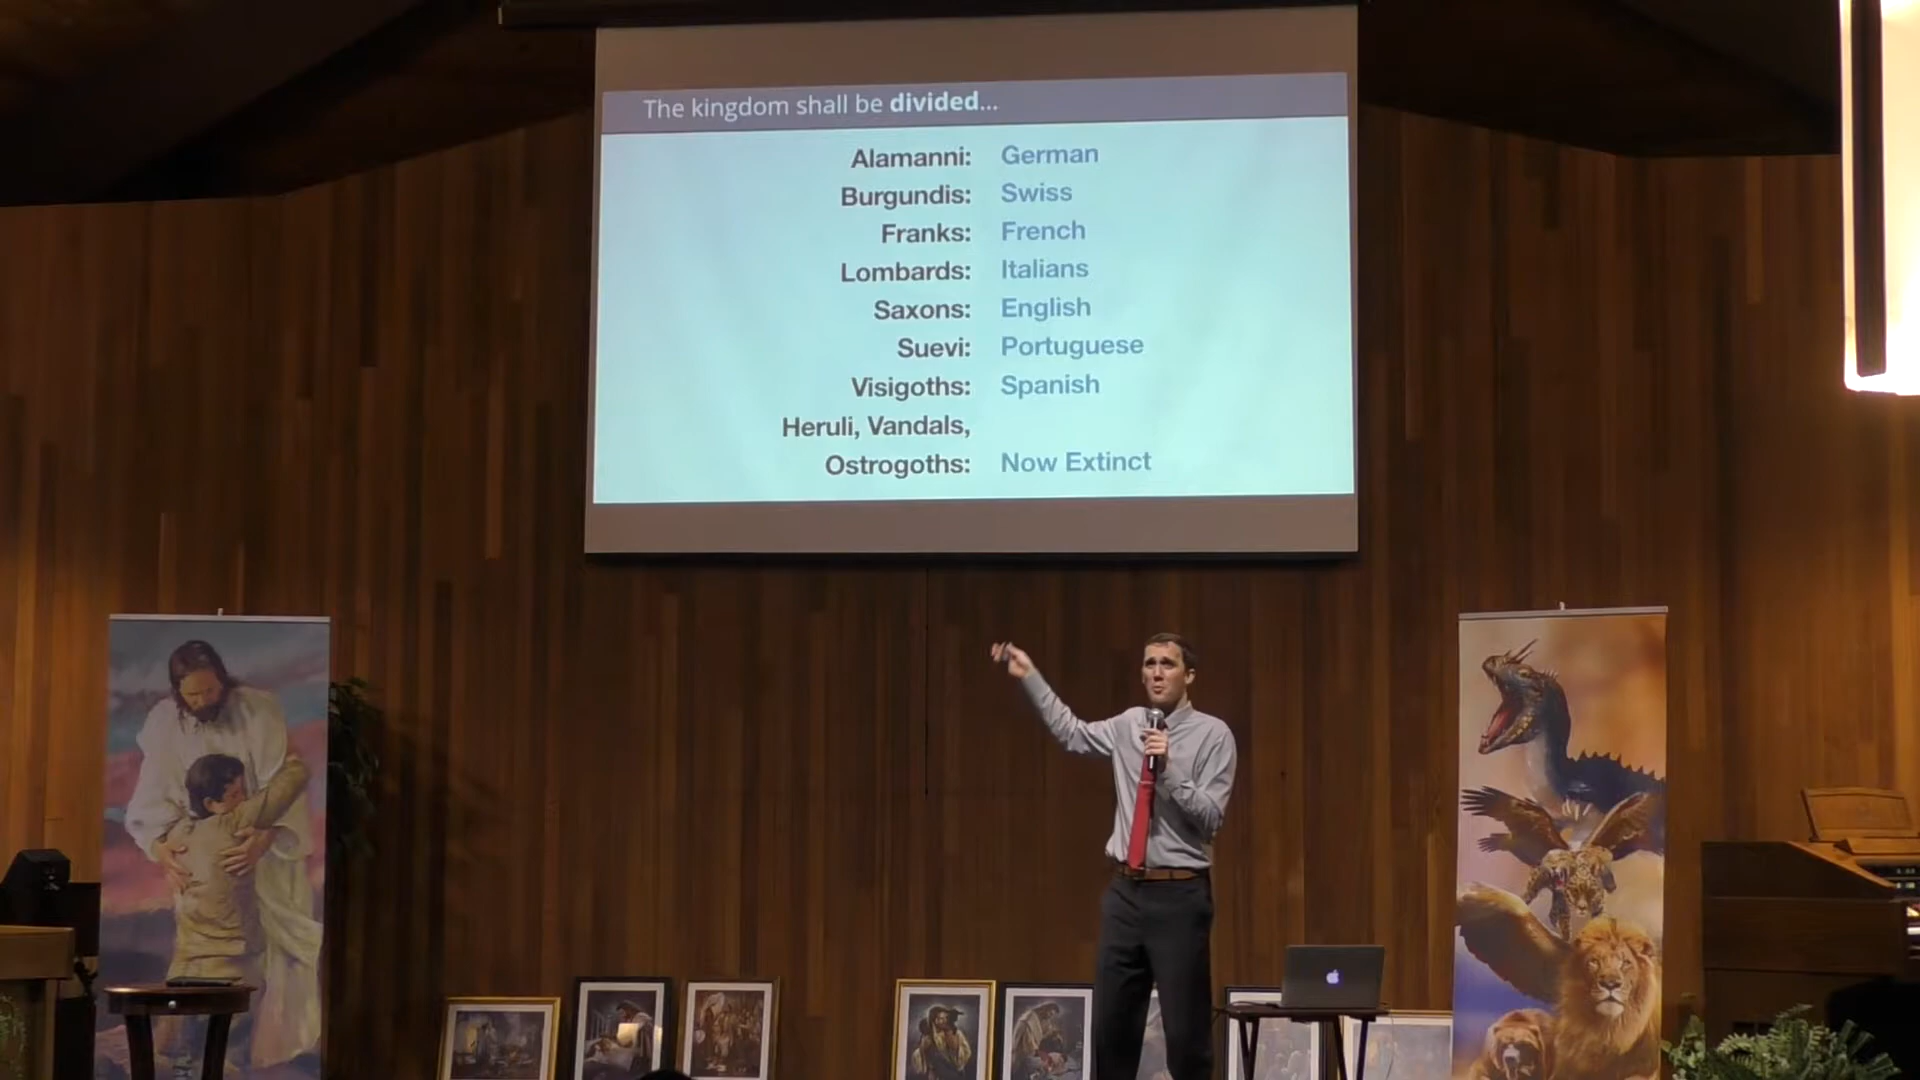 The kingdom shall be divided...
Alamanni: German
Burgundis: Swiss
Franks: French
Lombards: Italians
Saxons: English
Suevi: Portuguese
Visigoths: Spanish
Heruli, Vandals,
Ostrogoths: Now Extinct